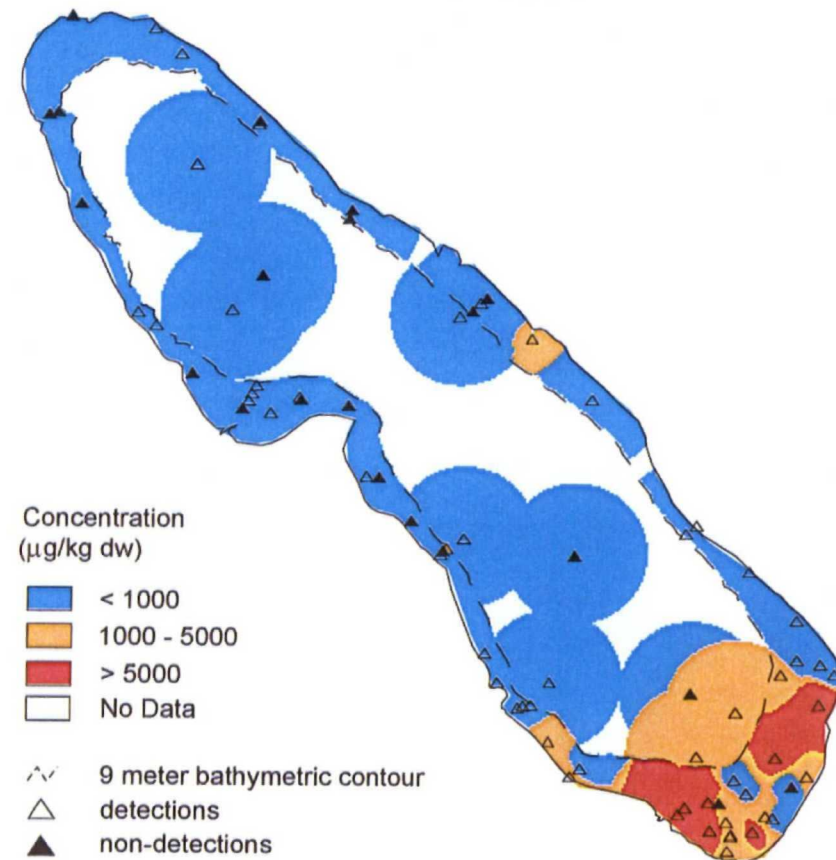 Concentration
(μg/kg dw)
< 1000
1000 - 5000
> 5000
No Data
9 meter bathymetric contour
detections
non-detections